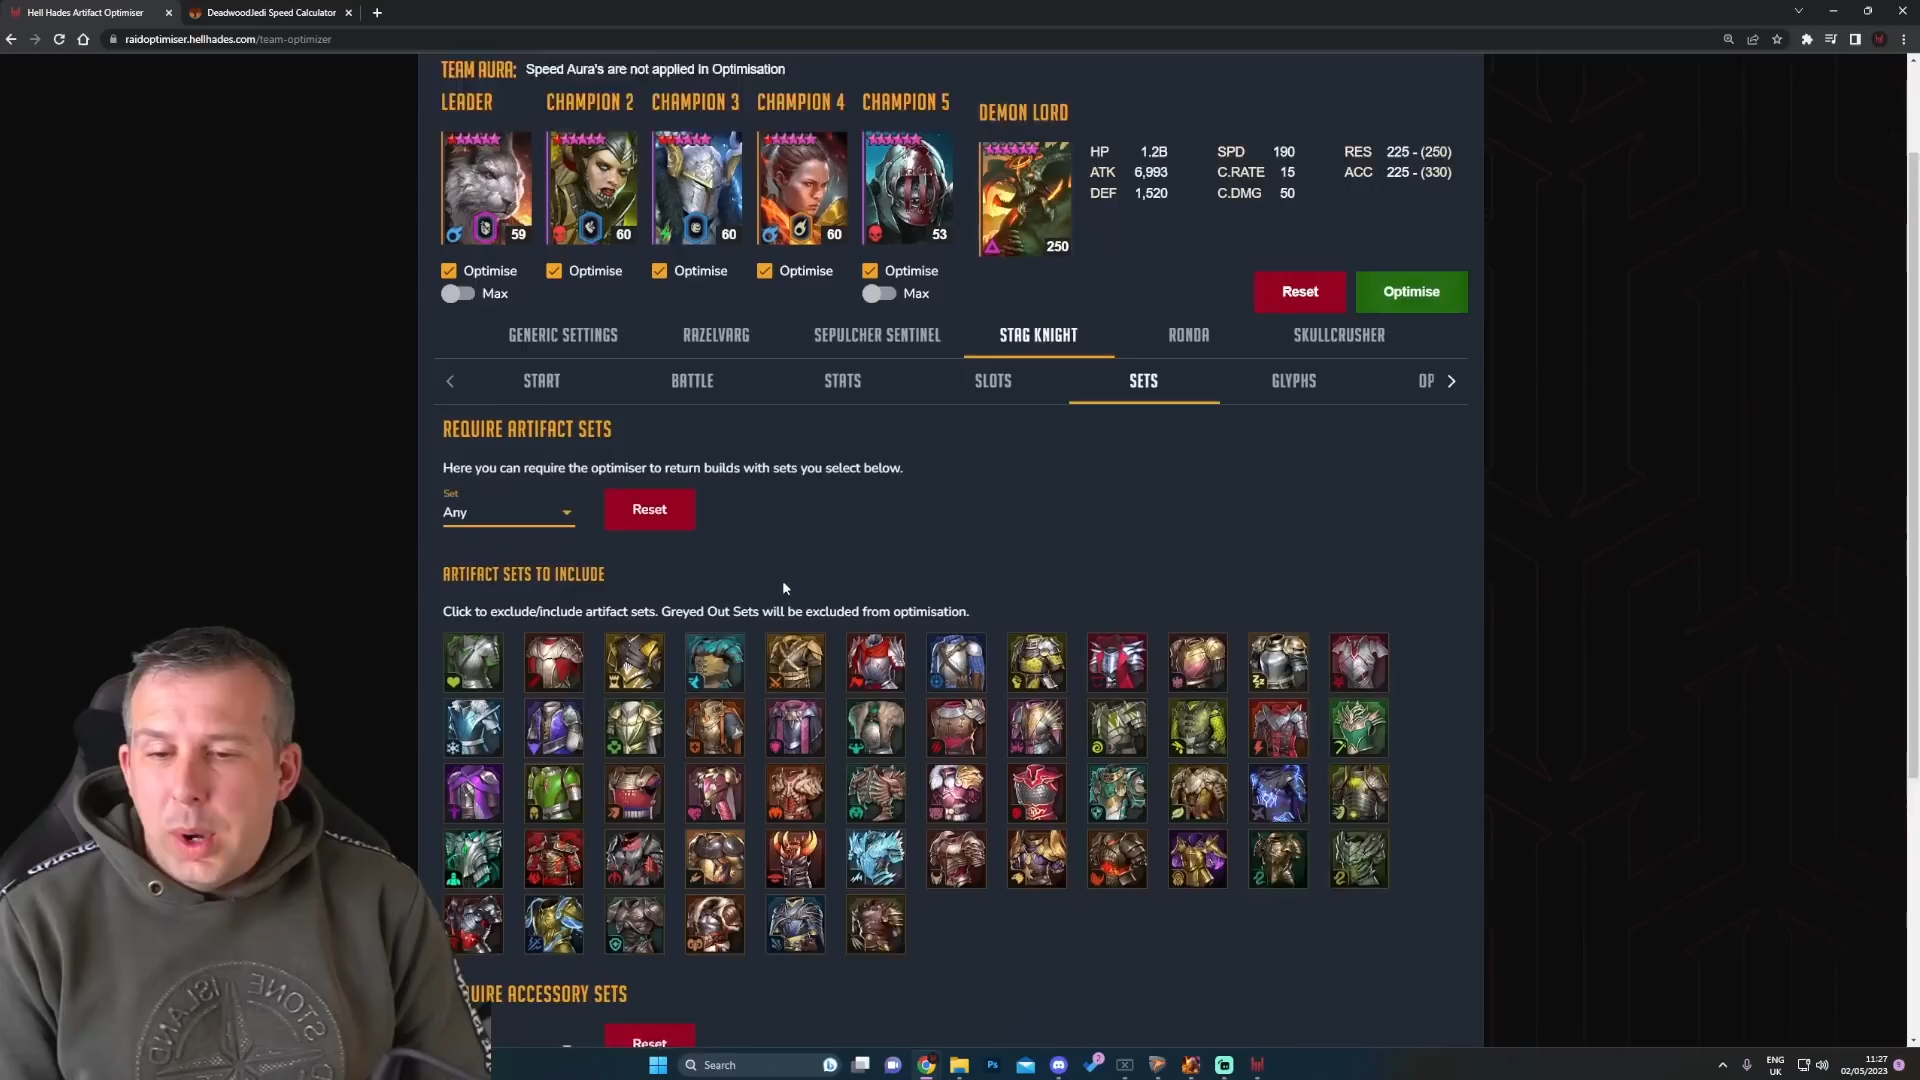 Hell Hades Artifact Optimiser
DeadwoodJedi Speed Calculator
raidoptimiser.hellhades.com/team-optimizer
TEAM AURA: Speed Aura's are not applied In Optimisation
LEADER CHAMPION 2 CHAMPION 3 CHAMPION 4 CHAMPION 5
DEMON LORD
59 60 60 60 53
250
HP 1.2B SPD 190 RES 225 - (250)
ATK 6,993 C.RATE 15 ACC 225 - (330)
DEF 1,520 C.DMG 50
Optimise Optimise Optimise Optimise Optimise
Max Max
Reset Optimise
GENERIC SETTINGS RAZELVARG SEPULCHER SENTINEL STAG KNIGHT RONDA SKULLCRUSHER
START BATTLE STATS SLOTS SETS GLYPHS OP
REQUIRE ARTIFACT SETS
Here you can require the optimiser to return builds with sets you select below.
Set
Any
Reset
ARTIFACT SETS TO INCLUDE
Click to exclude/include artifact sets. Greyed Out Sets will be excluded from optimisation.
UIRE ACCESSORY SETS
Reset
STONE ISLAND
Search
Ps
2
ENG
UK
11:27
02/05/2023